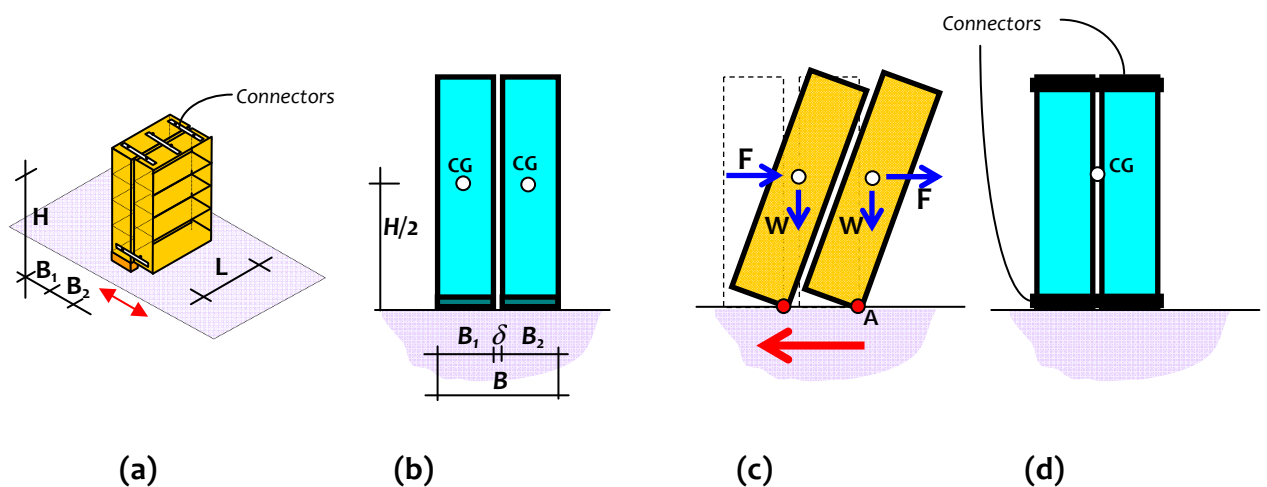 Connectors
H
B₁
B₂
L
(a)
CG
CG
H/2
B₁ δ B₂
B
(b)
F
F
W
W
A
(c)
Connectors
CG
(d)